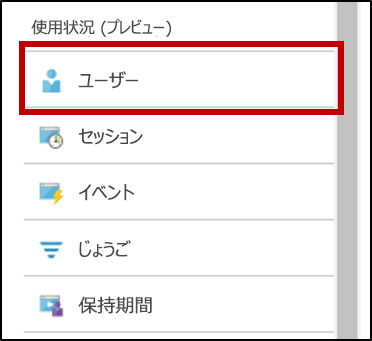 使用状況 (プレビュー)
ユーザー
セッション
イベント
じょうご
保持期間